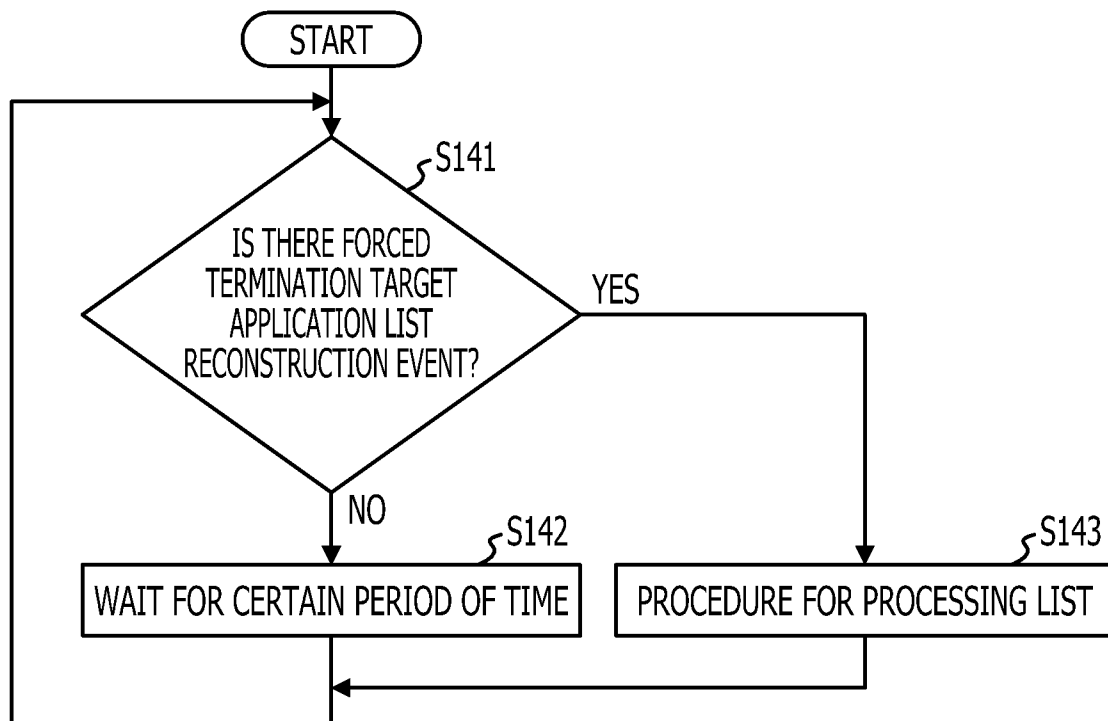 START
S141
IS THERE FORCED
TERMINATION TARGET
APPLICATION LIST
RECONSTRUCTION EVENT?
YES
NO
S142
WAIT FOR CERTAIN PERIOD OF TIME
S143
PROCEDURE FOR PROCESSING LIST